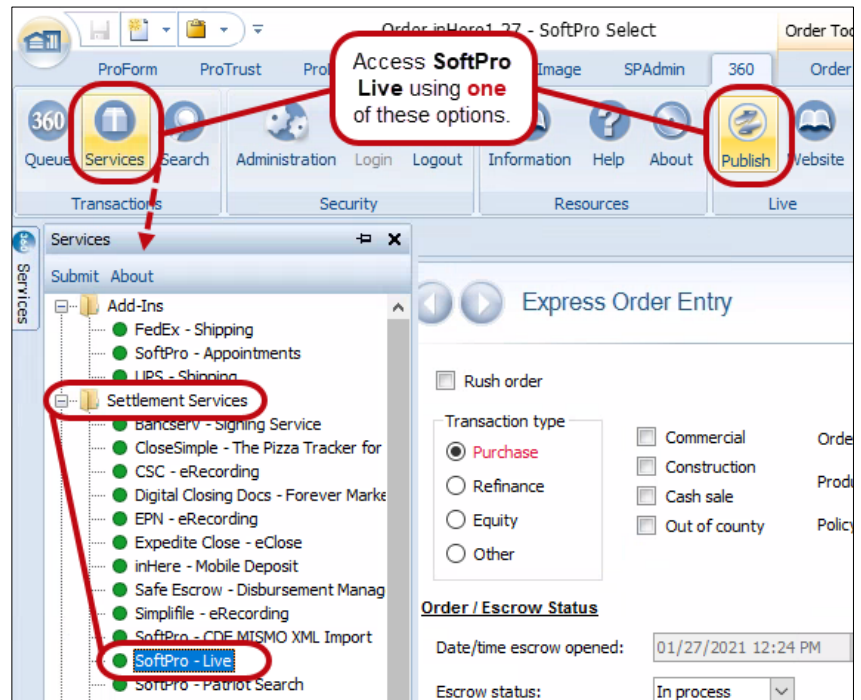 Order inHere1 27 - SoftPro Select
Order Too
ProForm
ProTrust
Image
SPAdmin
360
Order
Access SoftPro
Live using one
of these options.
360
Queue
Services
Search
Administration
Login
Logout
Information
Help
About
Publish
Website
Transactions
Security
Resources
Live
Services
Services
Submit About
Add-Ins
FedEx - Shipping
SoftPro - Appointments
UPS - Shipping
Settlement Services
Bancserv - Signing Service
CloseSimple - The Pizza Tracker for
CSC - eRecording
Digital Closing Docs - Forever Marke
EPN - eRecording
Expedite Close - eClose
inHere - Mobile Deposit
Safe Escrow - Disbursement Manag
Simplifile - eRecording
SoftPro - CDF MISMO XML Import
SoftPro - Live
SoftPro - Patriot Search
Express Order Entry
Rush order
Transaction type
Purchase
Refinance
Equity
Other
Commercial
Construction
Cash sale
Out of county
Orde
Produ
Policy
Order / Escrow Status
Date/time escrow opened: 01/27/2021 12:24 PM
Escrow status: In process